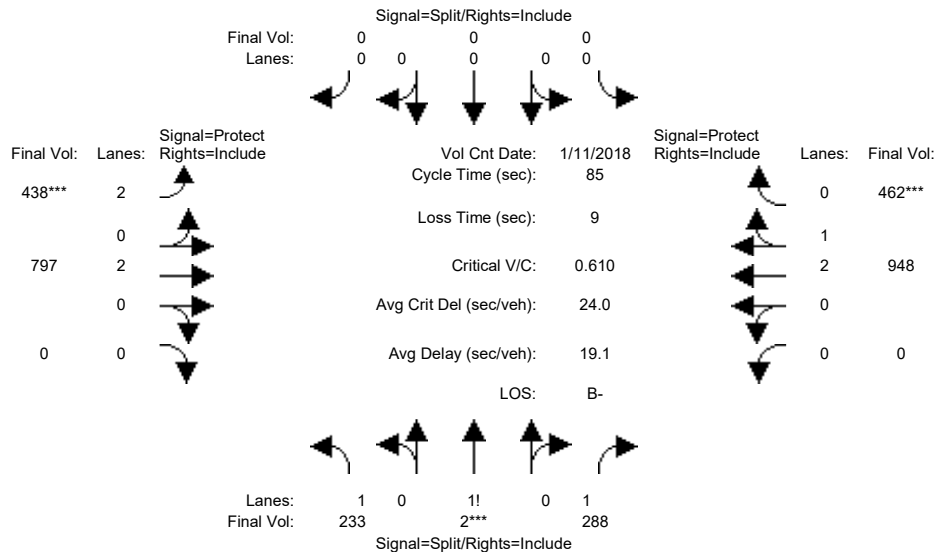 Signal=Split/Rights=Include
Final Vol: 0 0 0
Lanes: 0 0 0 0 0
Signal=Protect Signal=Protect
Final Vol: Lanes: Rights=Include Vol Cnt Date: 1/11/2018 Rights=Include Lanes: Final Vol:
Cycle Time (sec): 85
438*** 2 0 462***
Loss Time (sec): 9
0 1
797 2 Critical V/C: 0.610 2 948
0 Avg Crit Del (sec/veh): 24.0 0
0 0 Avg Delay (sec/veh): 19.1 0 0
LOS: B-
Lanes: 1 0 1! 0 1
Final Vol: 233 2*** 288
Signal=Split/Rights=Include